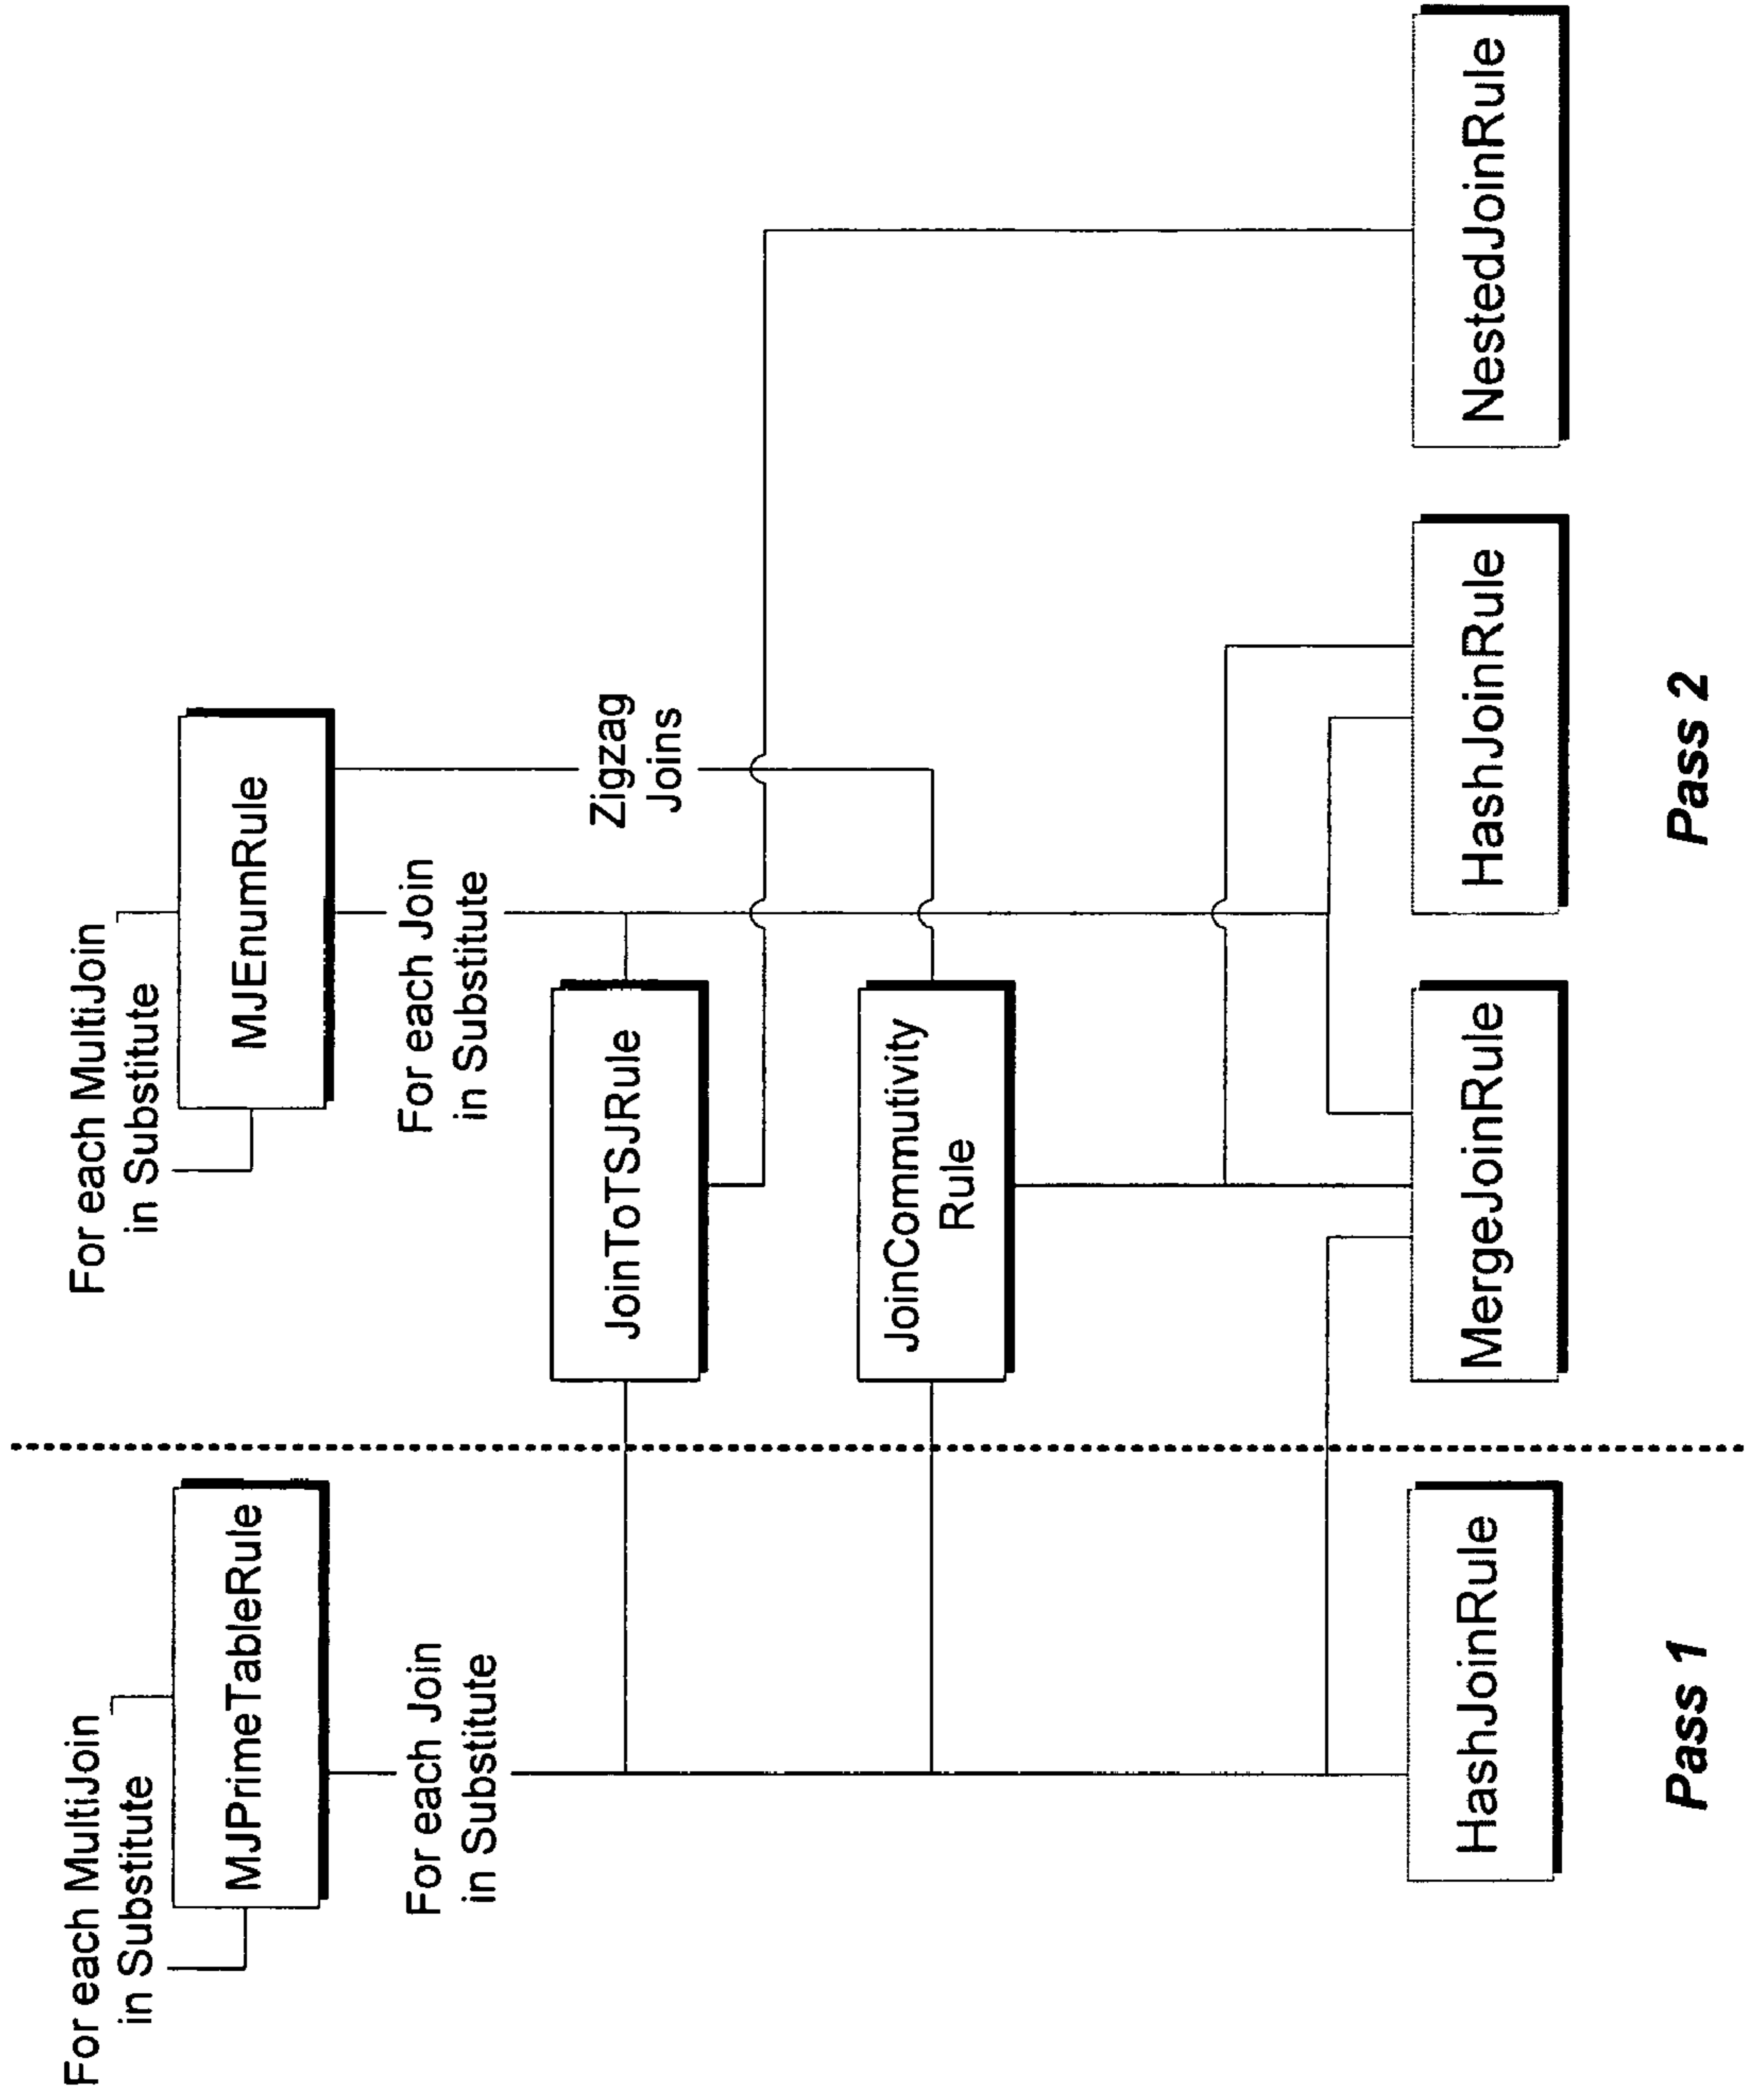 For each MultiJoin
in Substitute
MJPrimeTableRule
For each Join
in Substitute
HashJoinRule
Pass 1
For each MultiJoin
in Substitute
MJEnumRule
For each Join
in Substitute
Zigzag
Joins
JoinToTSJRule
JoinCommutivity
Rule
MergeJoinRule
HashJoinRule
NestedJoinRule
Pass 2